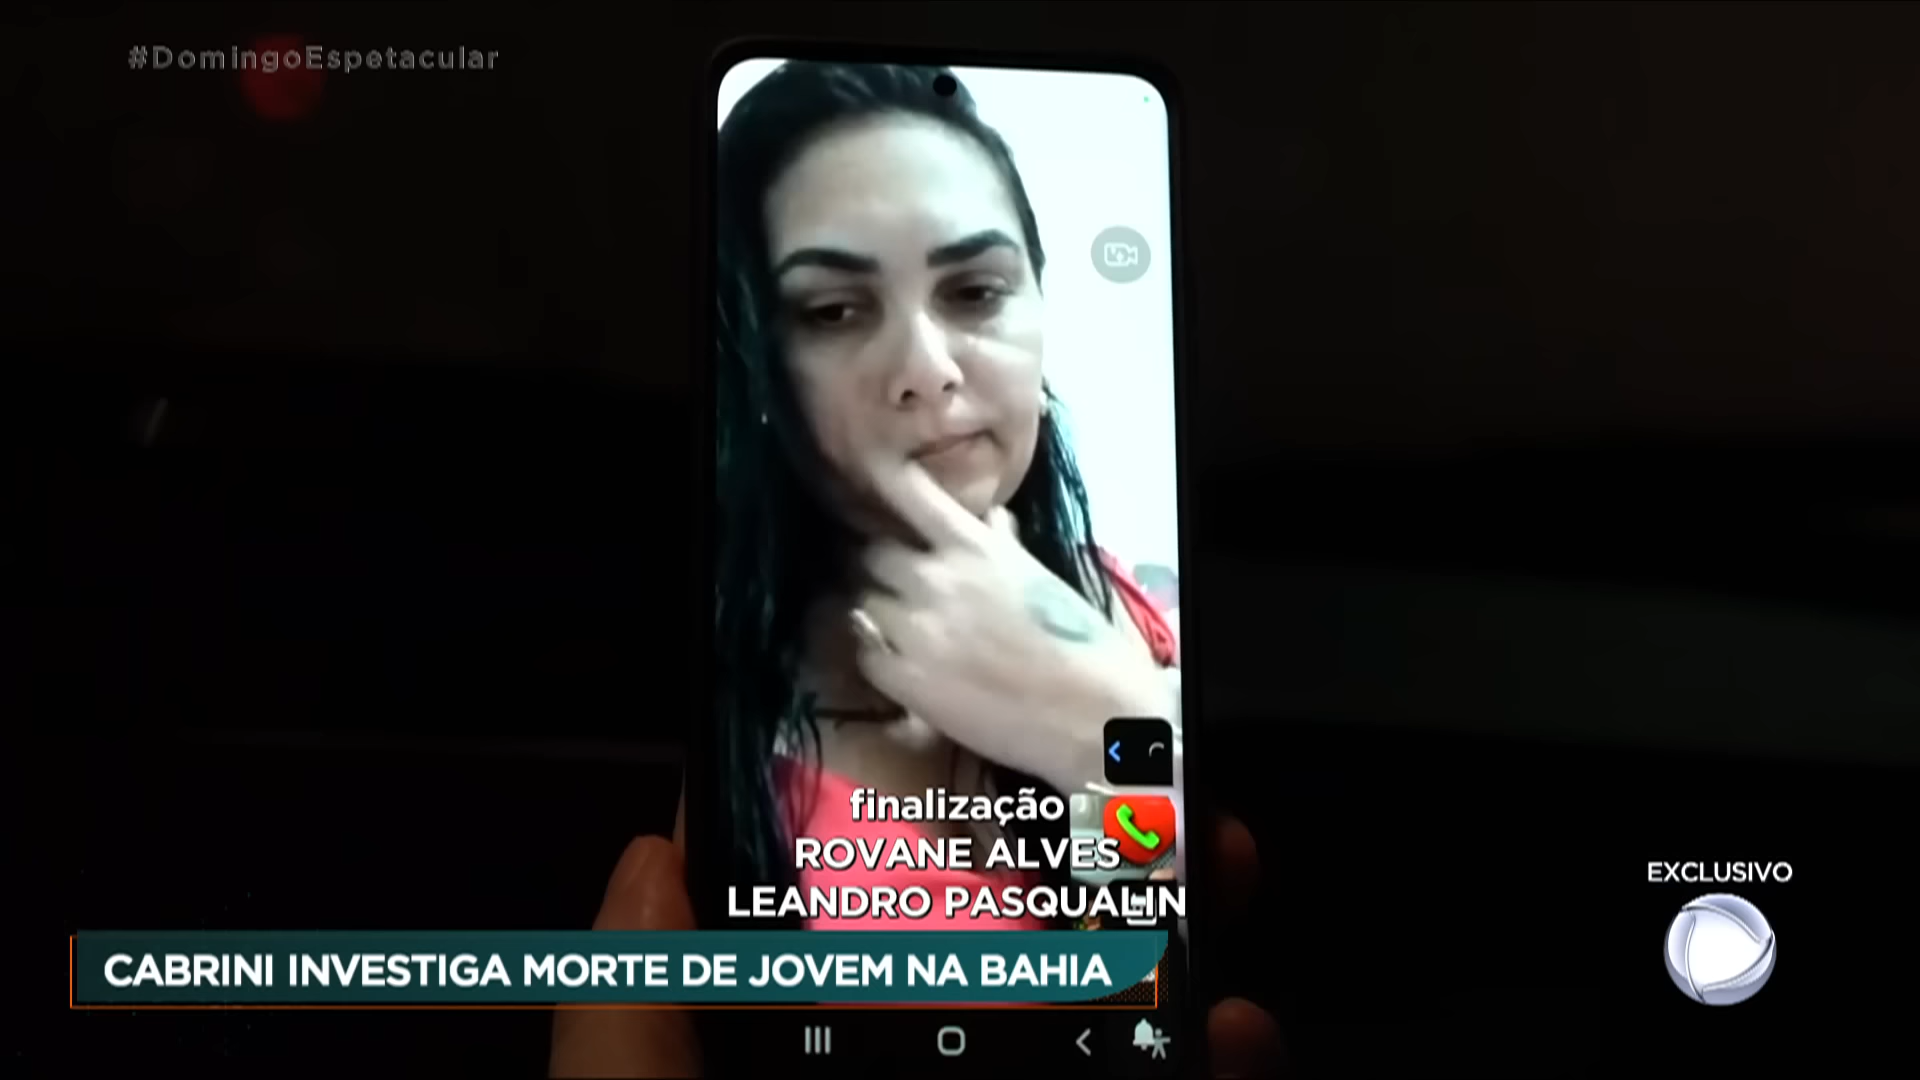 #DomingoEspetacular
finalização
ROVANE ALVES
LEANDRO PASQUALIN
EXCLUSIVO
CABRINI INVESTIGA MORTE DE JOVEM NA BAHIA